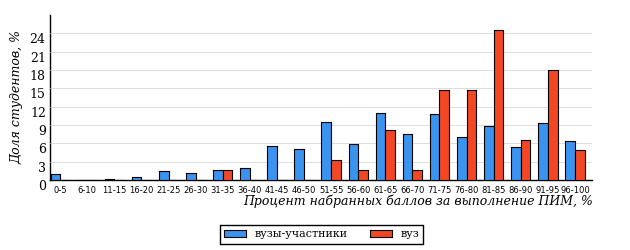 Доля студентов, %
24
21
18
15
12
9
6
3
0
0-5 6-10 11-15 16-20 21-25 26-30 31-35 36-40 41-45 46-50 51-55 56-60 61-65 66-70 71-75 76-80 81-85 86-90 91-95 96-100
Процент набранных баллов за выполнение ПИМ, %
вузы-участники вуз